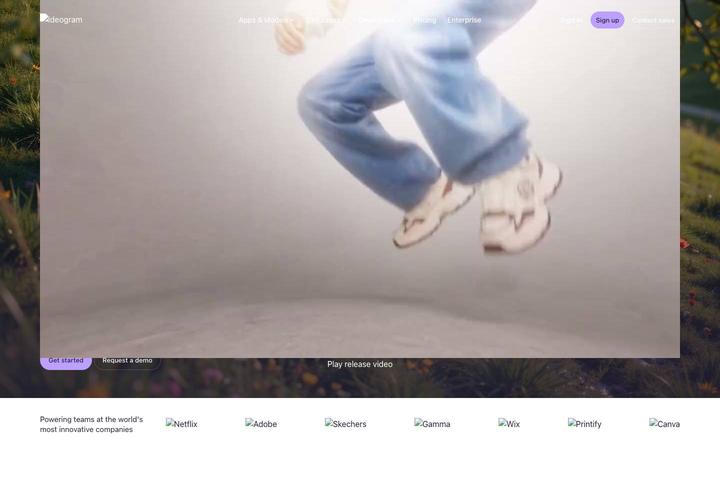 Ideogram
Apps & Models
Pricing
Enterprise
Sign in
Sign up
Contact sales
Get started
Request a demo
Play release video
Powering teams at the world's
most innovative companies
Netflix
Adobe
Skechers
Gamma
Wix
Printify
Canva